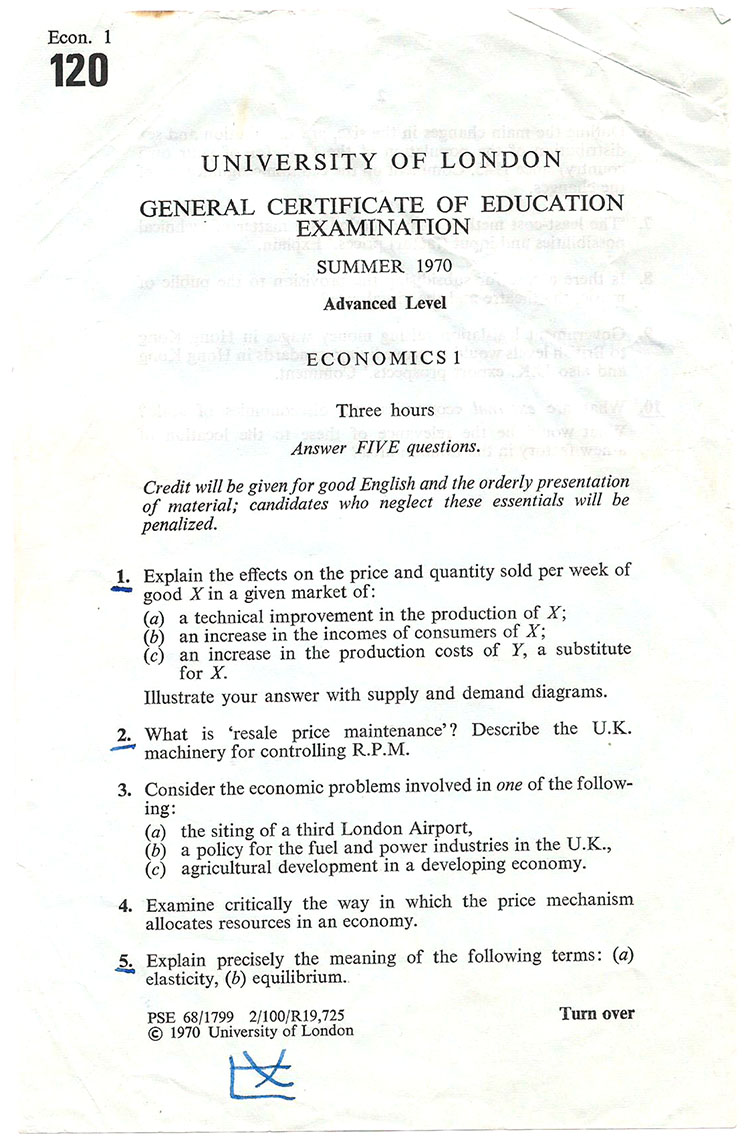 Econ. 1
120
UNIVERSITY OF LONDON
GENERAL CERTIFICATE OF EDUCATION
EXAMINATION
SUMMER 1970
Advanced Level
ECONOMICS 1
Three hours
Answer FIVE questions.
Credit will be given for good English and the orderly presentation
of material; candidates who neglect these essentials will be
penalized.
1. Explain the effects on the price and quantity sold per week of
good X in a given market of:
(a) a technical improvement in the production of X;
(b) an increase in the incomes of consumers of X;
(c) an increase in the production costs of Y, a substitute
for X.
Illustrate your answer with supply and demand diagrams.
2. What is ‘resale price maintenance’? Describe the U.K.
machinery for controlling R.P.M.
3. Consider the economic problems involved in one of the follow-
ing:
(a) the siting of a third London Airport,
(b) a policy for the fuel and power industries in the U.K.,
(c) agricultural development in a developing economy.
4. Examine critically the way in which the price mechanism
allocates resources in an economy.
5. Explain precisely the meaning of the following terms: (a)
elasticity, (b) equilibrium.
PSE 68/1799 2/100/R19,725 Turn over
© 1970 University of London